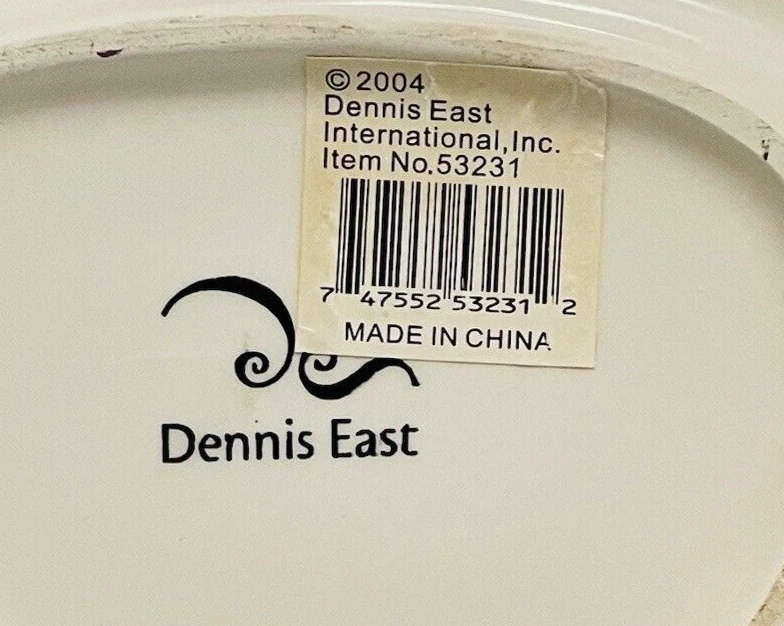 ©2004
Dennis East
International,Inc.
Item No.53231
7 47552 53231 2
MADE IN CHINA
Dennis East